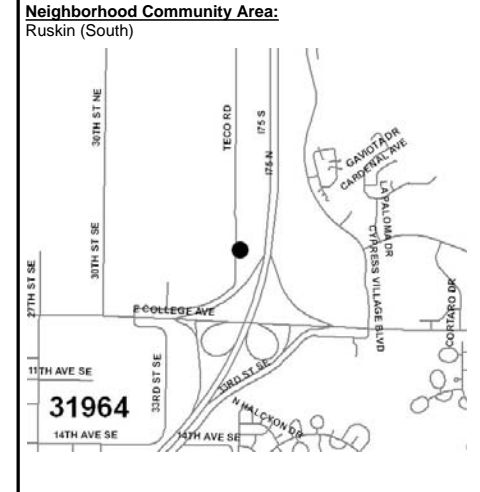 Neighborhood Community Area:
Ruskin (South)
30TH ST NE
TECO RD
I75 S
I75 N
GAVIOTA DR
CARDENAL AVE
LA PALOMA DR
CYPRESS VILLAGE BLVD
30TH ST SE
27TH ST SE
E COLLEGE AVE
CORTARO DR
11TH AVE SE
33RD ST SE
33RD ST SE
31964
N HALCYON DR
14TH AVE SE
14TH AVE SE